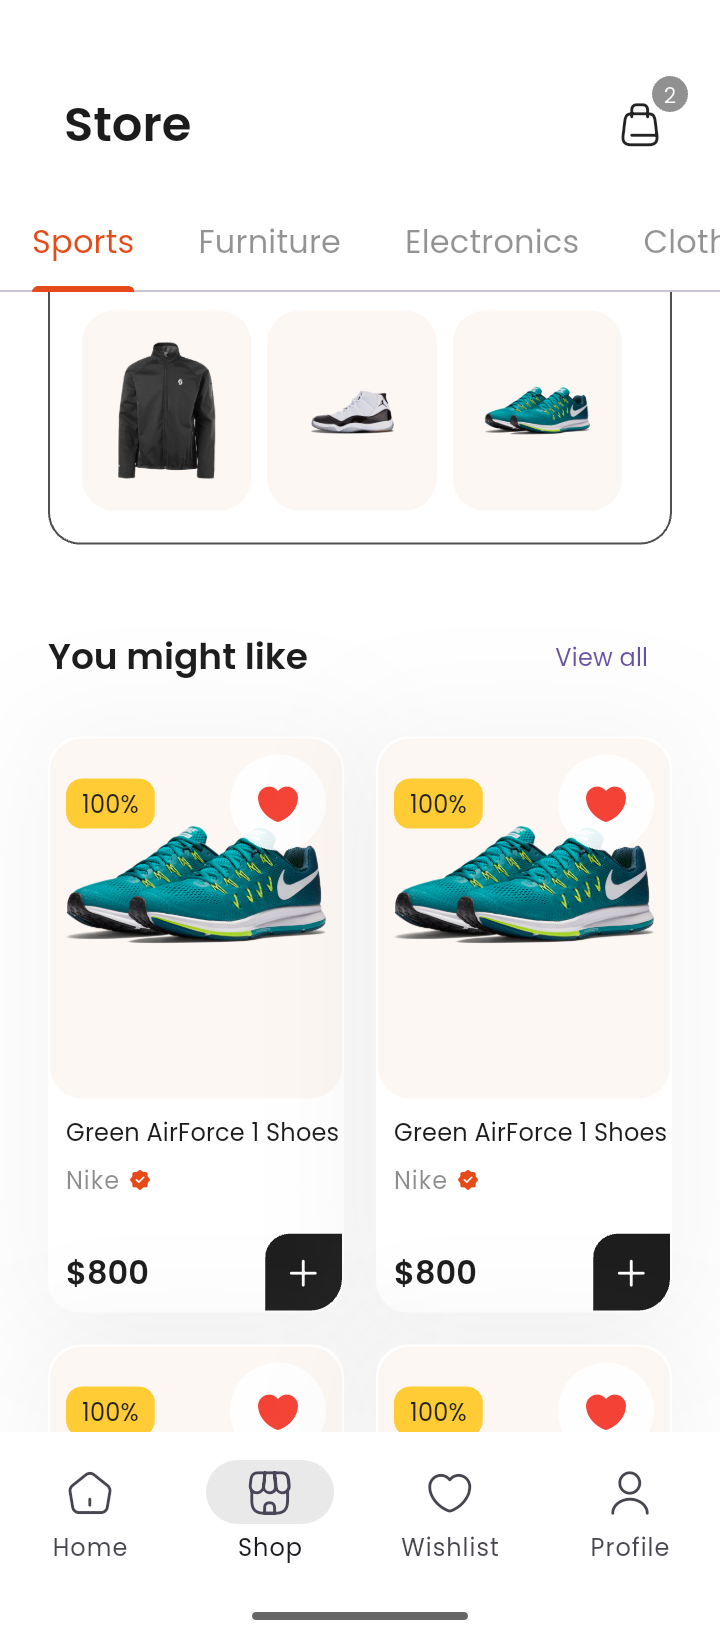 Store
2
Sports Furniture Electronics Cloth
You might like View all
100% 100%
Green AirForce 1 Shoes Green AirForce 1 Shoes
Nike Nike
$800 $800
100% 100%
Home Shop Wishlist Profile